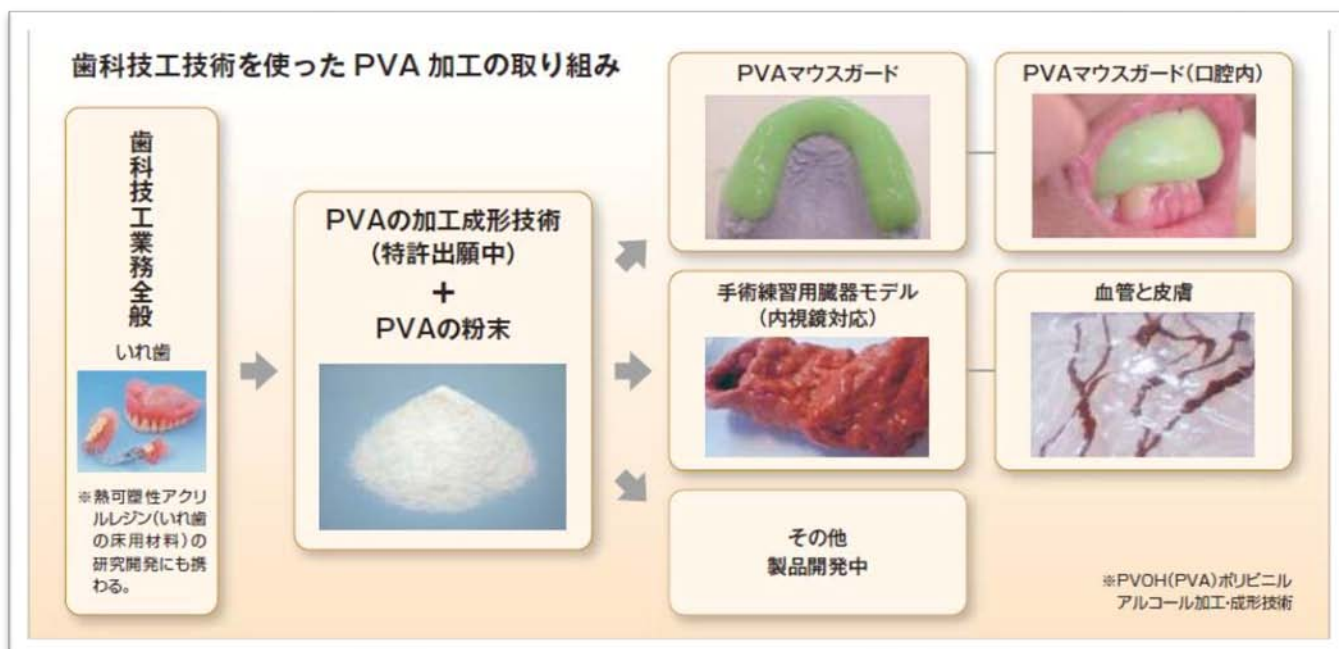 歯科技工技術を使ったPVA加工の取り組み
歯科技工業務全般
いれ歯
※熱可塑性アクリ
ルレジン(いれ歯
の床用材料)の
研究開発にも携
わる。
PVAの加工成形技術
(特許出願中)
+
PVAの粉末
PVAマウスガード
PVAマウスガード(口腔内)
手術練習用臓器モデル
(内視鏡対応)
血管と皮膚
その他
製品開発中
※PVOH(PVA)ポリビニル
アルコール加工・成形技術